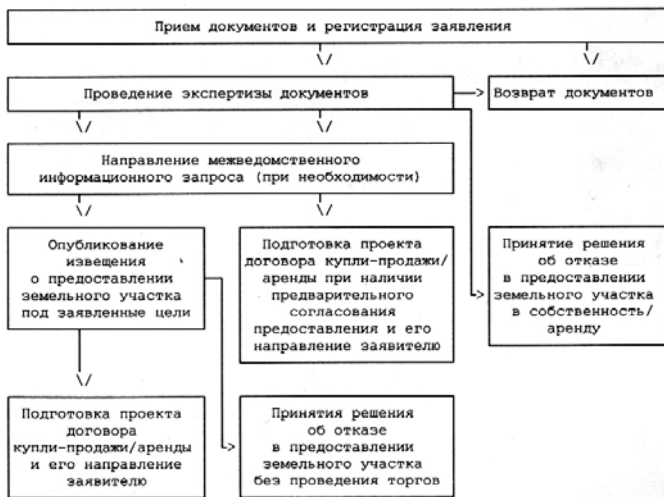 Прием документов и регистрация заявления
Проведение экспертизы документов
Возврат документов
Направление межведомственного
информационного запроса (при необходимости)
Опубликование
извещения
о предоставлении
земельного участка
под заявленные цели
Подготовка проекта
договора купли-продажи/
аренды при наличии
предварительного
согласования
предоставления и его
направление заявителю
Принятие решения
об отказе
в предоставлении
земельного участка
в собственность/
аренду
Подготовка проекта
договора
купли-продажи/аренды
и его направление
заявителю
Принятия решения
об отказе
в предоставлении
земельного участка
без проведения торгов